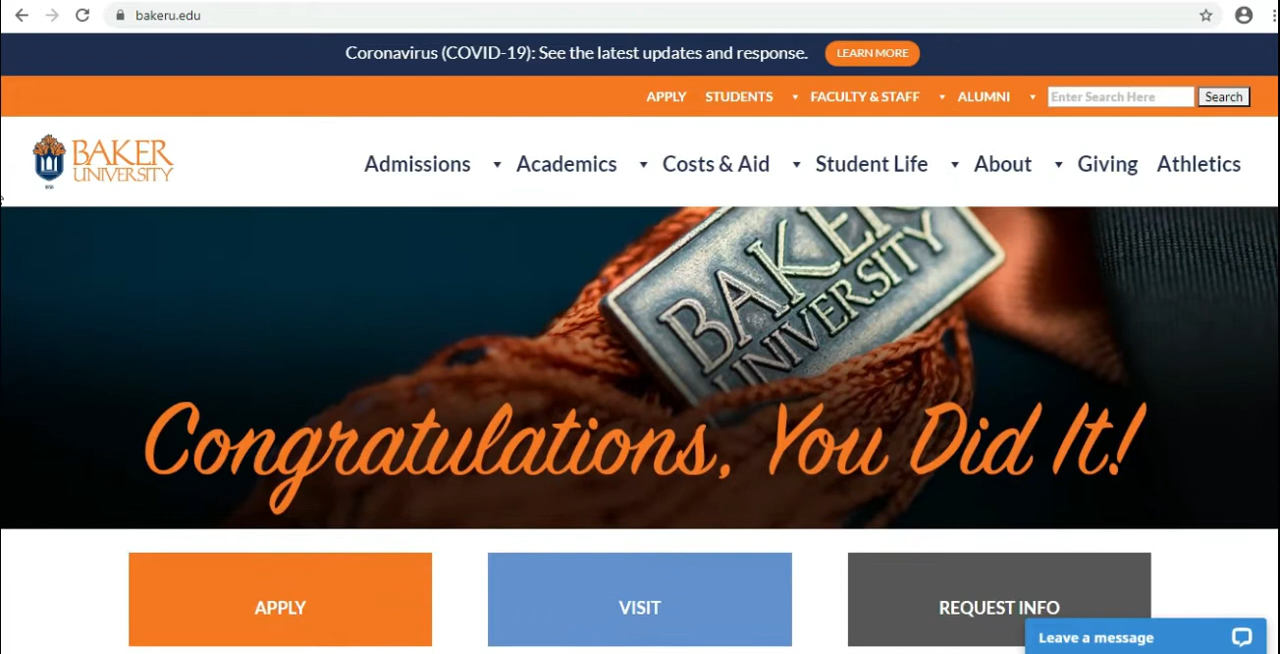 bakeru.edu
Coronavirus (COVID-19): See the latest updates and response. LEARN MORE
APPLY STUDENTS FACULTY & STAFF ALUMNI Enter Search Here Search
BAKER
UNIVERSITY
Admissions Academics Costs & Aid Student Life About Giving Athletics
BAKER
UNIVERSITY
UNIVERSITY
Congratulations, You Did It!
APPLY VISIT REQUEST INFO
Leave a message